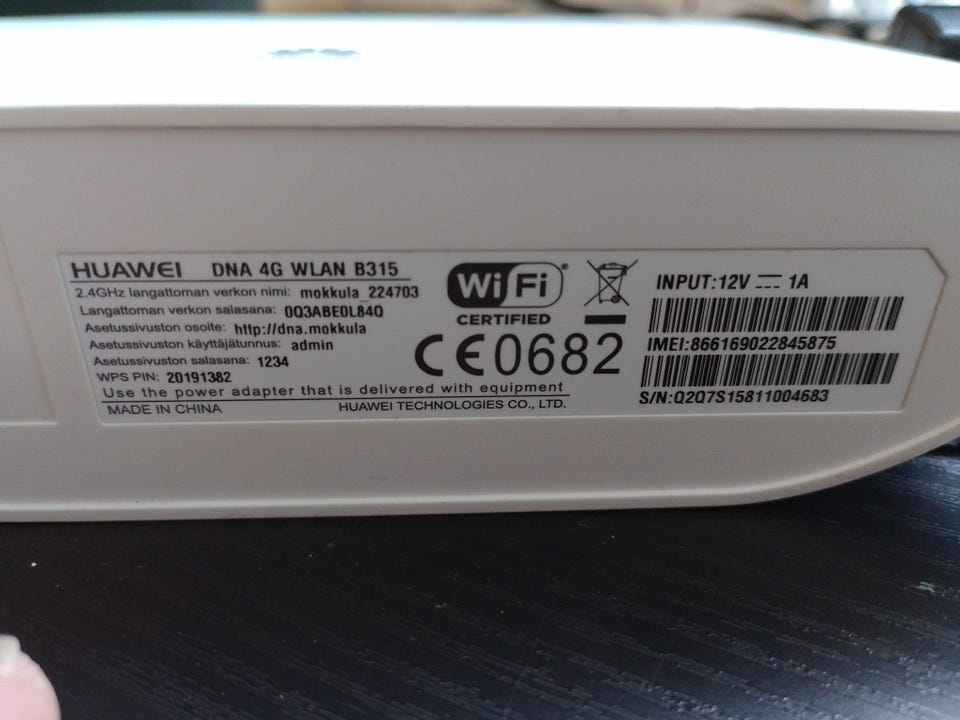 HUAWEI DNA 4G WLAN B315
2.4GHz langattoman verkon nimi: mokkula_224703
Langattoman verkon salasana: 0Q3ABE0L84Q
Asetussivuston osoite: http://dna.mokkula
Asetussivuston käyttäjätunnus: admin
Asetussivuston salasana: 1234
WPS PIN: 20191382
Use the power adapter that is delivered with equipment
MADE IN CHINA HUAWEI TECHNOLOGIES CO., LTD.
Wi Fi®
CERTIFIED
CE0682
INPUT:12V ⎓ 1A
IMEI:866169022845875
S/N:Q2Q7S15811004683